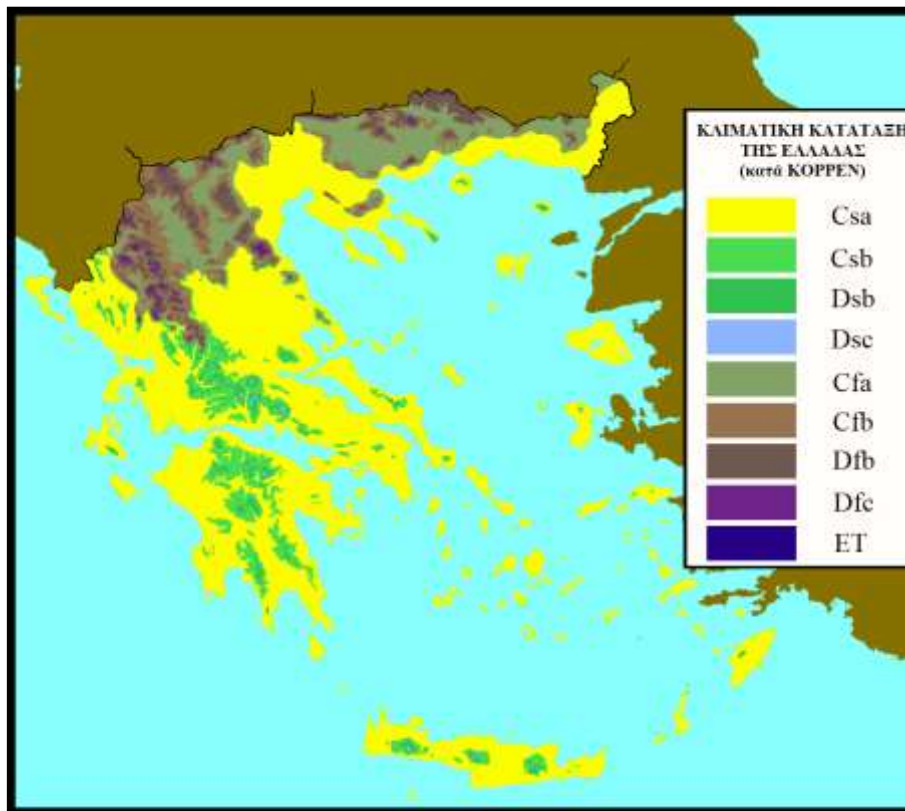 ΚΛΙΜΑΤΙΚΗ ΚΑΤΑΤΑΞΗ
ΤΗΣ ΕΛΛΑΔΑΣ
(κατά KOPPEN)
Csa
Csb
Dsb
Dsc
Cfa
Cfb
Dfb
Dfc
ET